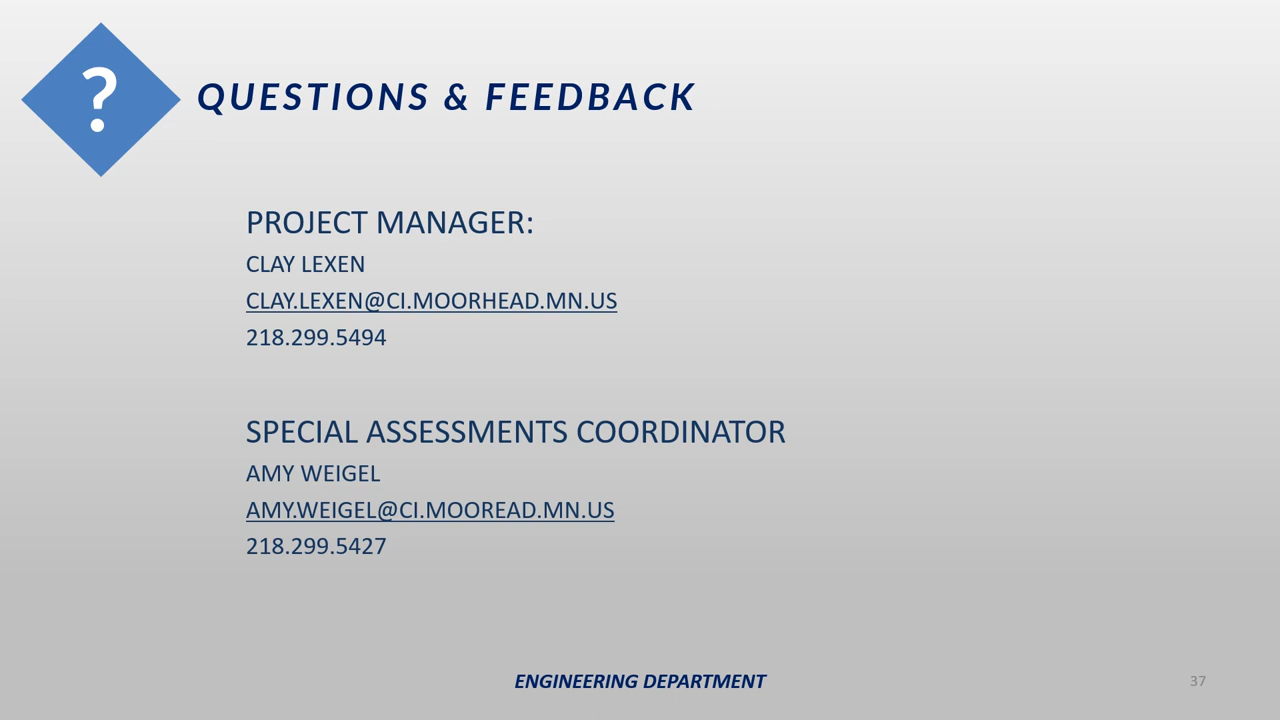 ?
QUESTIONS & FEEDBACK
PROJECT MANAGER:
CLAY LEXEN
CLAY.LEXEN@CI.MOORHEAD.MN.US
218.299.5494
SPECIAL ASSESSMENTS COORDINATOR
AMY WEIGEL
AMY.WEIGEL@CI.MOOREAD.MN.US
218.299.5427
ENGINEERING DEPARTMENT
37